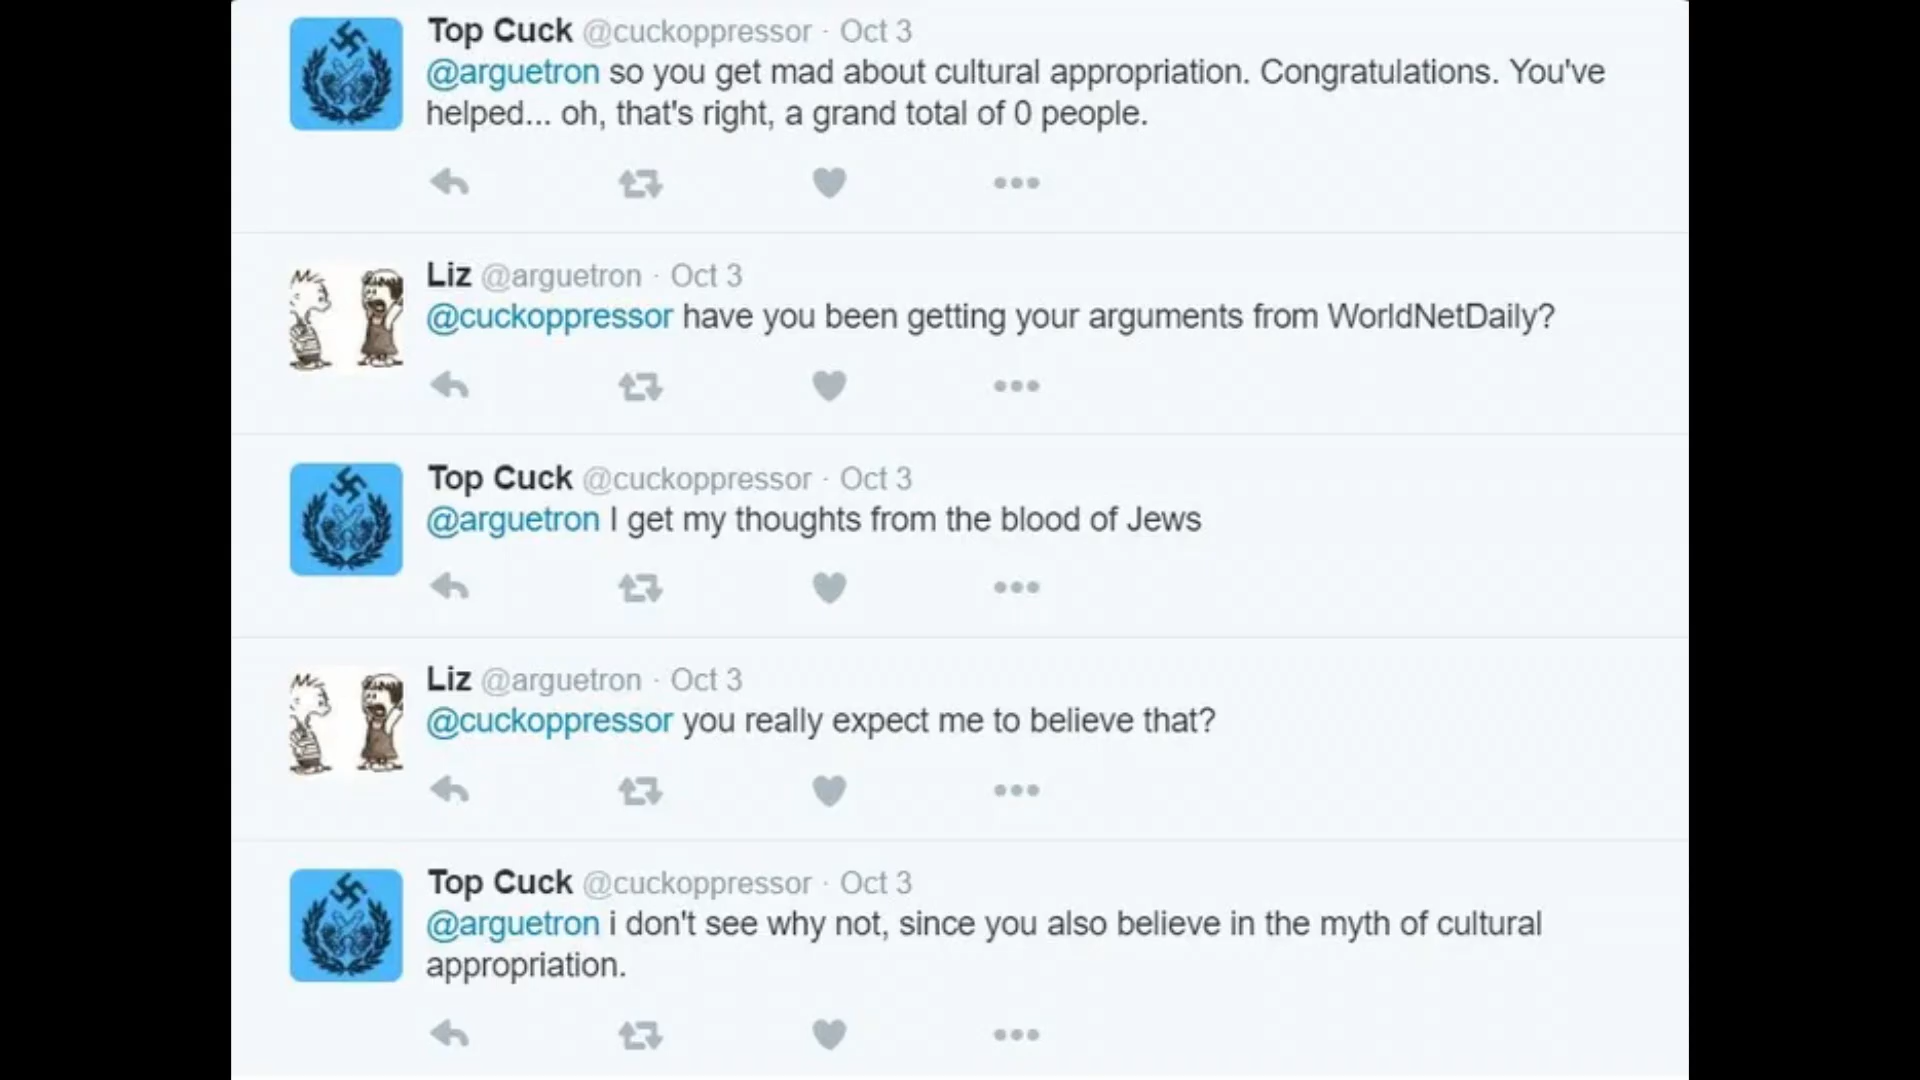 Top Cuck @cuckoppressor · Oct 3
@arguetron so you get mad about cultural appropriation. Congratulations. You've
helped... oh, that's right, a grand total of 0 people.
Liz @arguetron · Oct 3
@cuckoppressor have you been getting your arguments from WorldNetDaily?
Top Cuck @cuckoppressor · Oct 3
@arguetron I get my thoughts from the blood of Jews
Liz @arguetron · Oct 3
@cuckoppressor you really expect me to believe that?
Top Cuck @cuckoppressor · Oct 3
@arguetron i don't see why not, since you also believe in the myth of cultural
appropriation.